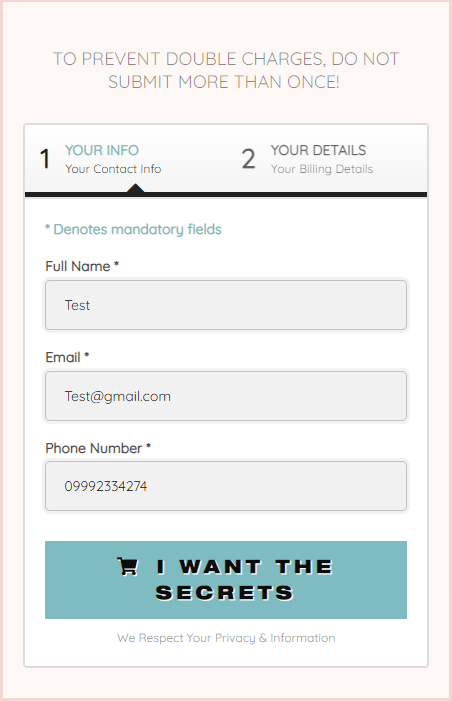 TO PREVENT DOUBLE CHARGES, DO NOT
SUBMIT MORE THAN ONCE!
1 YOUR INFO
Your Contact Info
2 YOUR DETAILS
Your Billing Details
* Denotes mandatory fields
Full Name *
Test
Email *
Test@gmail.com
Phone Number *
09992334274
I WANT THE
SECRETS
We Respect Your Privacy & Information